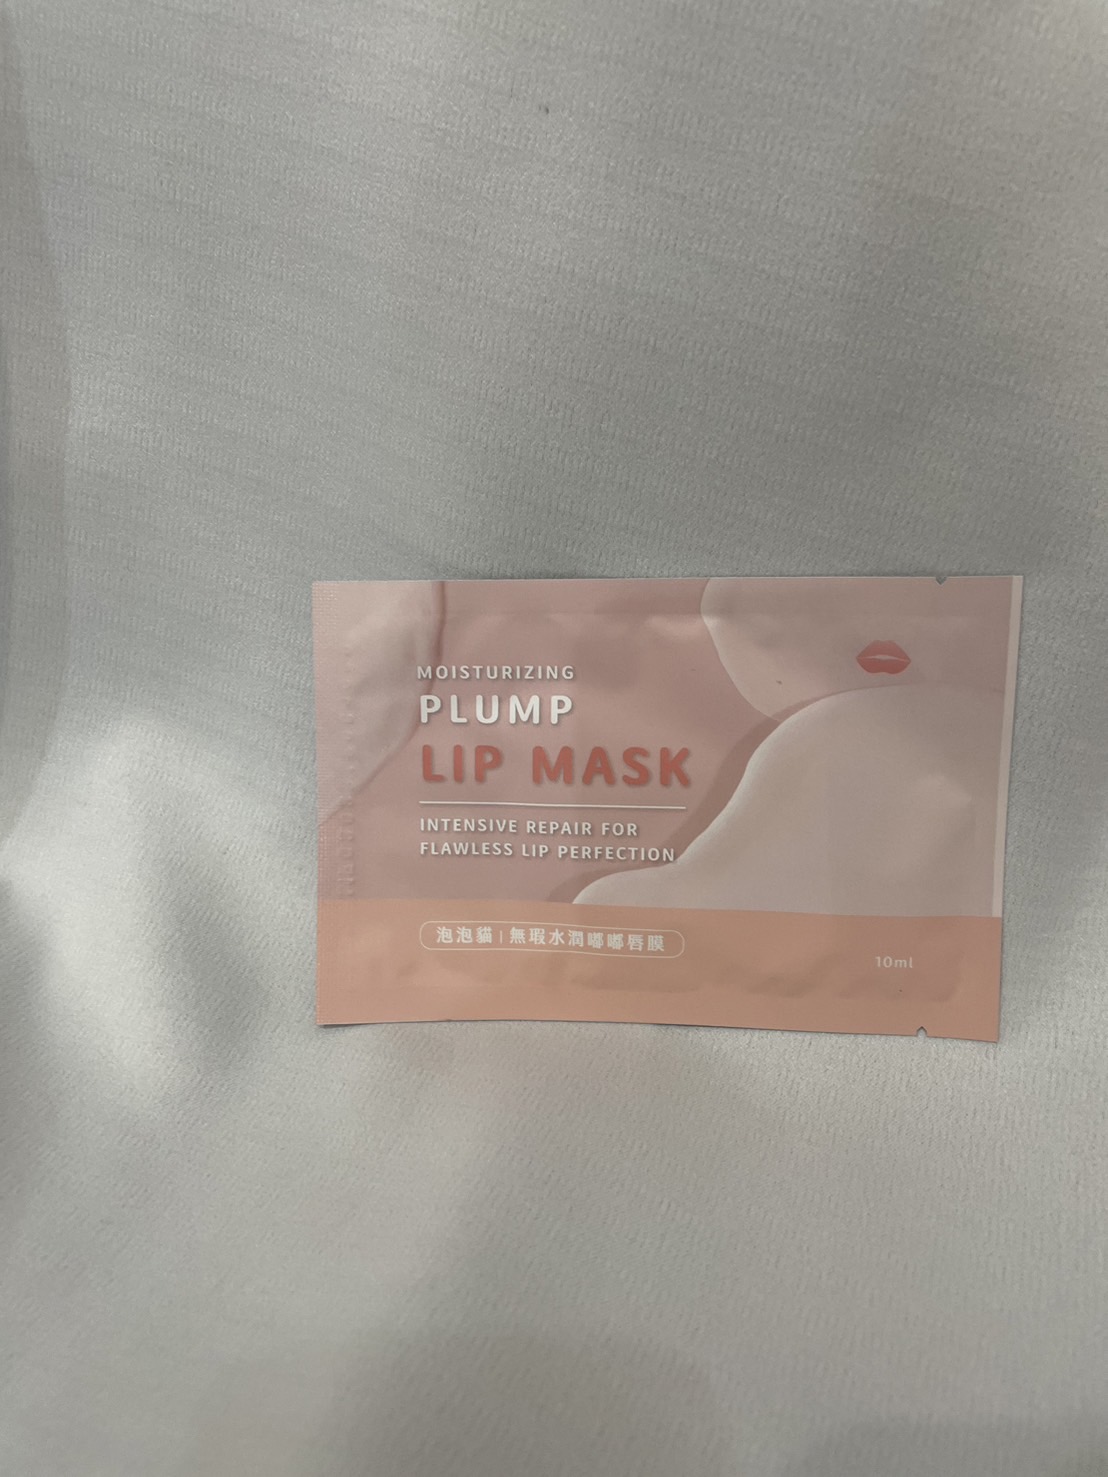 MOISTURIZING
PLUMP
LIP MASK
INTENSIVE REPAIR FOR
FLAWLESS LIP PERFECTION
泡泡貓 | 無瑕水潤嘟嘟唇膜
10ml